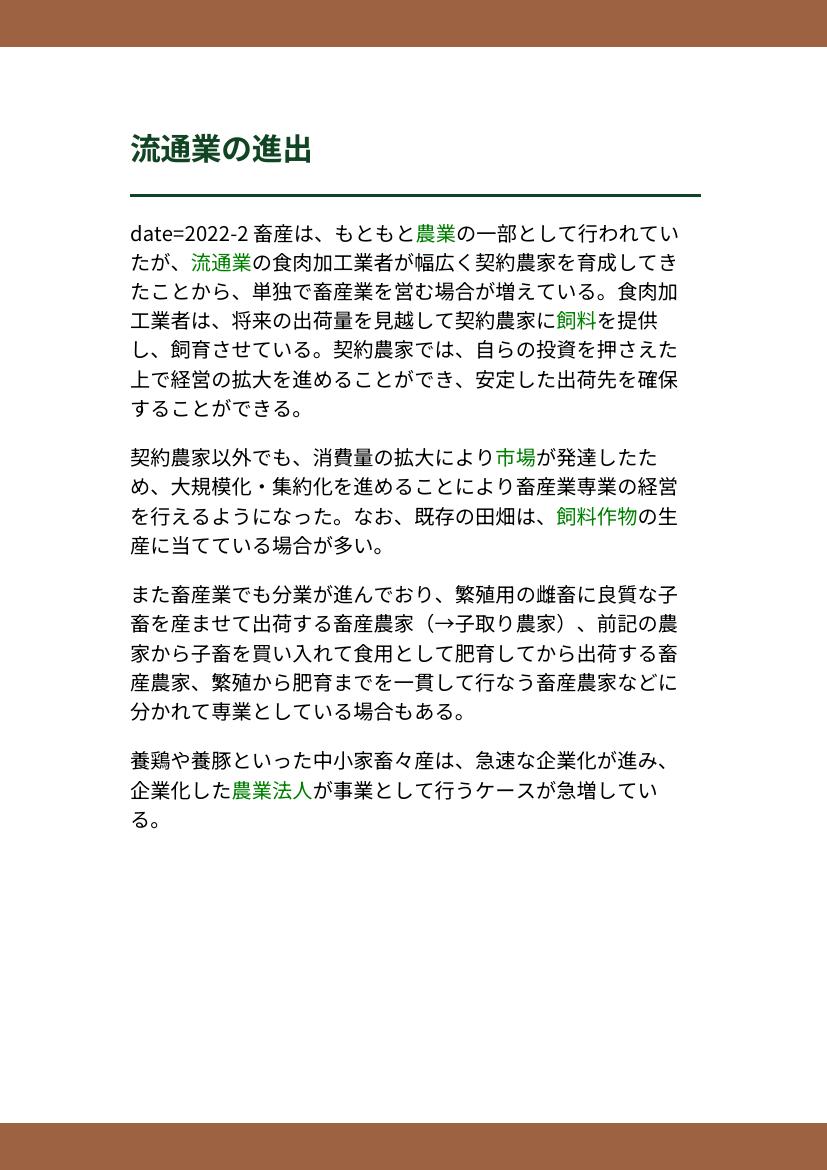 流通業の進出
date=2022-2 畜産は、もともと農業の一部として行われてい
たが、流通業の食肉加工業者が幅広く契約農家を育成してき
たことから、単独で畜産業を営む場合が増えている。食肉加
工業者は、将来の出荷量を見越して契約農家に飼料を提供
し、飼育させている。契約農家では、自らの投資を押さえた
上で経営の拡大を進めることができ、安定した出荷先を確保
することができる。
契約農家以外でも、消費量の拡大により市場が発達したた
め、大規模化・集約化を進めることにより畜産業専業の経営
を行えるようになった。なお、既存の田畑は、飼料作物の生
産に当てている場合が多い。
また畜産業でも分業が進んでおり、繁殖用の雌畜に良質な子
畜を産ませて出荷する畜産農家（→子取り農家）、前記の農
家から子畜を買い入れて食用として肥育してから出荷する畜
産農家、繁殖から肥育までを一貫して行なう畜産農家などに
分かれて専業としている場合もある。
養鶏や養豚といった中小家畜々産は、急速な企業化が進み、
企業化した農業法人が事業として行うケースが急増してい
る。